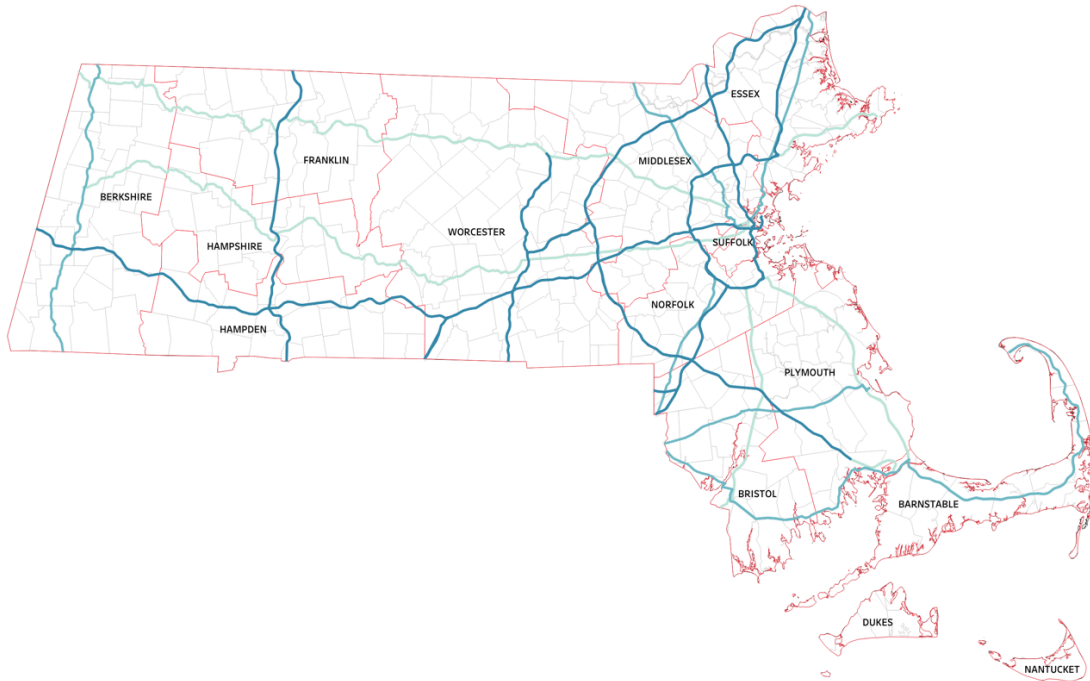 ESSEX
FRANKLIN
MIDDLESEX
BERKSHIRE
WORCESTER
HAMPSHIRE
SUFFOLK
NORFOLK
HAMPDEN
PLYMOUTH
BRISTOL
BARNSTABLE
DUKES
NANTUCKET